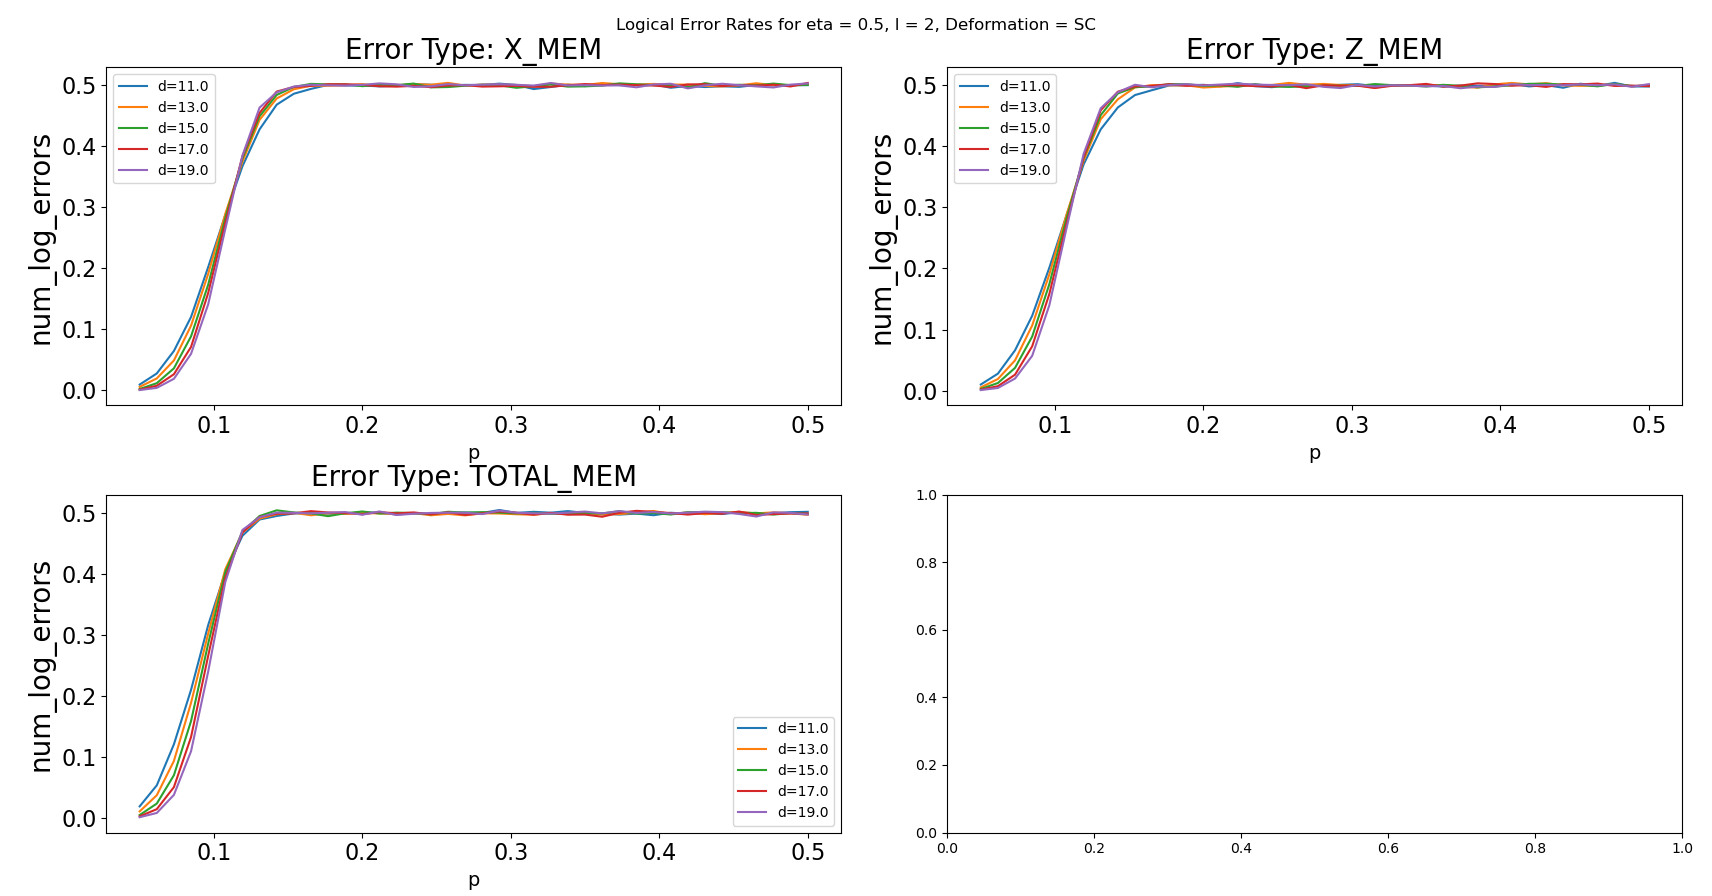 Logical Error Rates for eta = 0.5, l = 2, Deformation = SC
Error Type: X_MEM
num_log_errors
0.5
0.4
0.3
0.2
0.1
0.0
d=11.0
d=13.0
d=15.0
d=17.0
d=19.0
0.1 0.2 0.3 0.4 0.5
p
Error Type: Z_MEM
num_log_errors
0.5
0.4
0.3
0.2
0.1
0.0
d=11.0
d=13.0
d=15.0
d=17.0
d=19.0
0.1 0.2 0.3 0.4 0.5
p
Error Type: TOTAL_MEM
num_log_errors
0.5
0.4
0.3
0.2
0.1
0.0
d=11.0
d=13.0
d=15.0
d=17.0
d=19.0
0.1 0.2 0.3 0.4 0.5
p
1.0
0.8
0.6
0.4
0.2
0.0
0.0 0.2 0.4 0.6 0.8 1.0